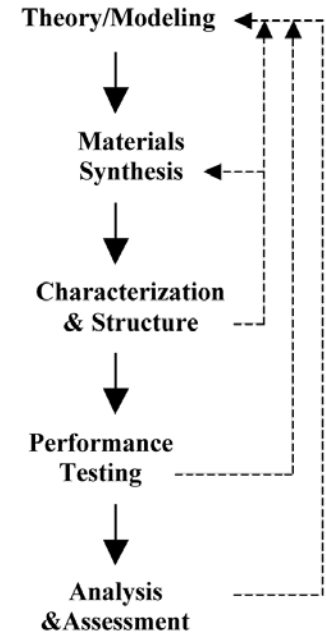 Theory/Modeling
Materials
Synthesis
Characterization
& Structure
Performance
Testing
Analysis
&Assessment